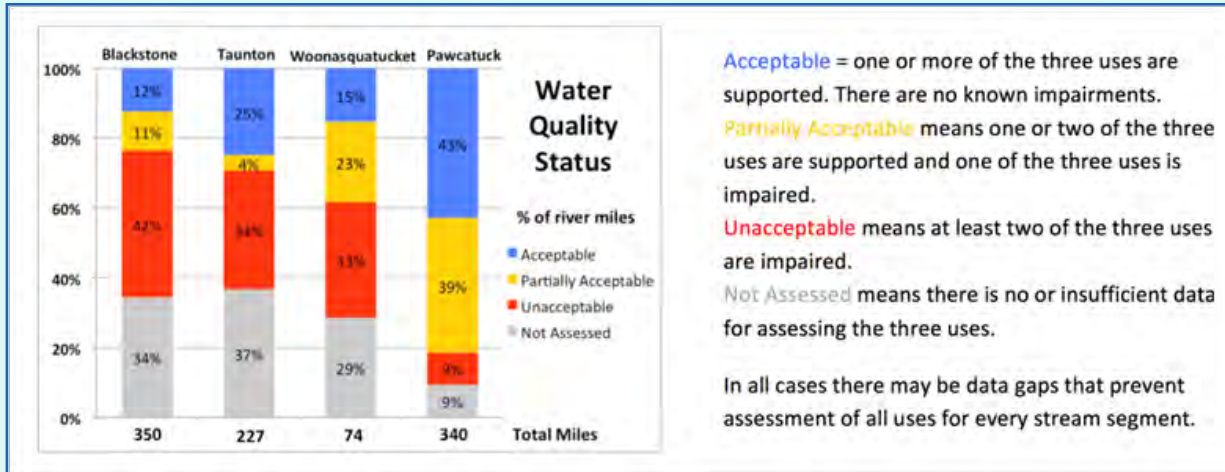 Blackstone Taunton Woonasquatucket Pawcatuck
100%
80%
60%
40%
20%
0%
12%
11%
42%
34%
25%
4%
34%
37%
15%
23%
33%
29%
43%
39%
9%
9%
350 227 74 340 Total Miles
Water
Quality
Status
% of river miles
Acceptable
Partially Acceptable
Unacceptable
Not Assessed
Acceptable = one or more of the three uses are
supported. There are no known impairments.
Partially Acceptable means one or two of the three
uses are supported and one of the three uses is
impaired.
Unacceptable means at least two of the three uses
are impaired.
Not Assessed means there is no or insufficient data
for assessing the three uses.
In all cases there may be data gaps that prevent
assessment of all uses for every stream segment.